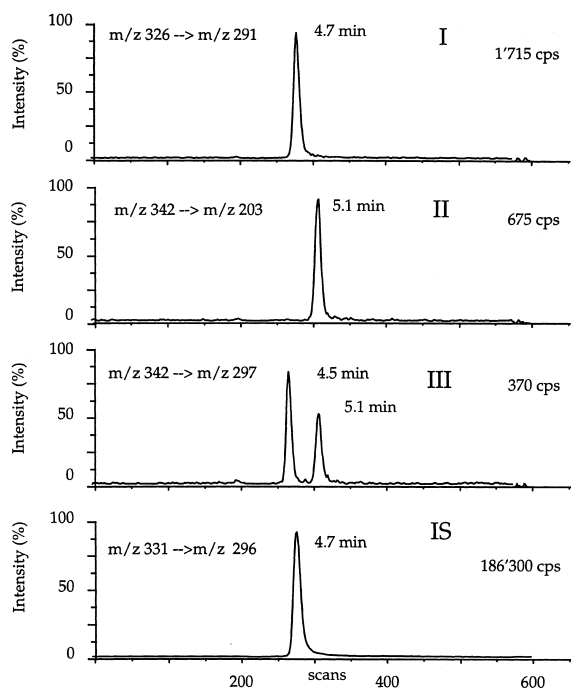 100
m/z 326 --> m/z 291
4.7 min
I
1'715 cps
Intensity (%)
50
0
100
m/z 342 --> m/z 203
5.1 min
II
675 cps
Intensity (%)
50
0
100
m/z 342 --> m/z 297
4.5 min
III
370 cps
5.1 min
Intensity (%)
50
0
100
m/z 331 -->m/z 296
4.7 min
IS
186'300 cps
Intensity (%)
50
0
200
scans
400
600